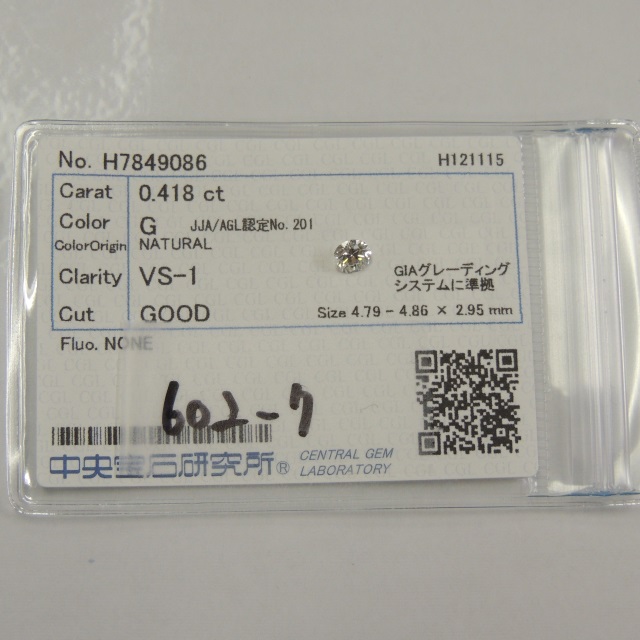 No. H7849086 H121115
Carat 0.418 ct
Color G JJA/AGL認定No.201
ColorOrigin NATURAL
Clarity VS-1 GIAグレーディング
システムに準拠
Cut GOOD Size 4.79 - 4.86 × 2.95 mm
Fluo. NONE
602-7
中央宝石研究所® CENTRAL GEM
LABORATORY